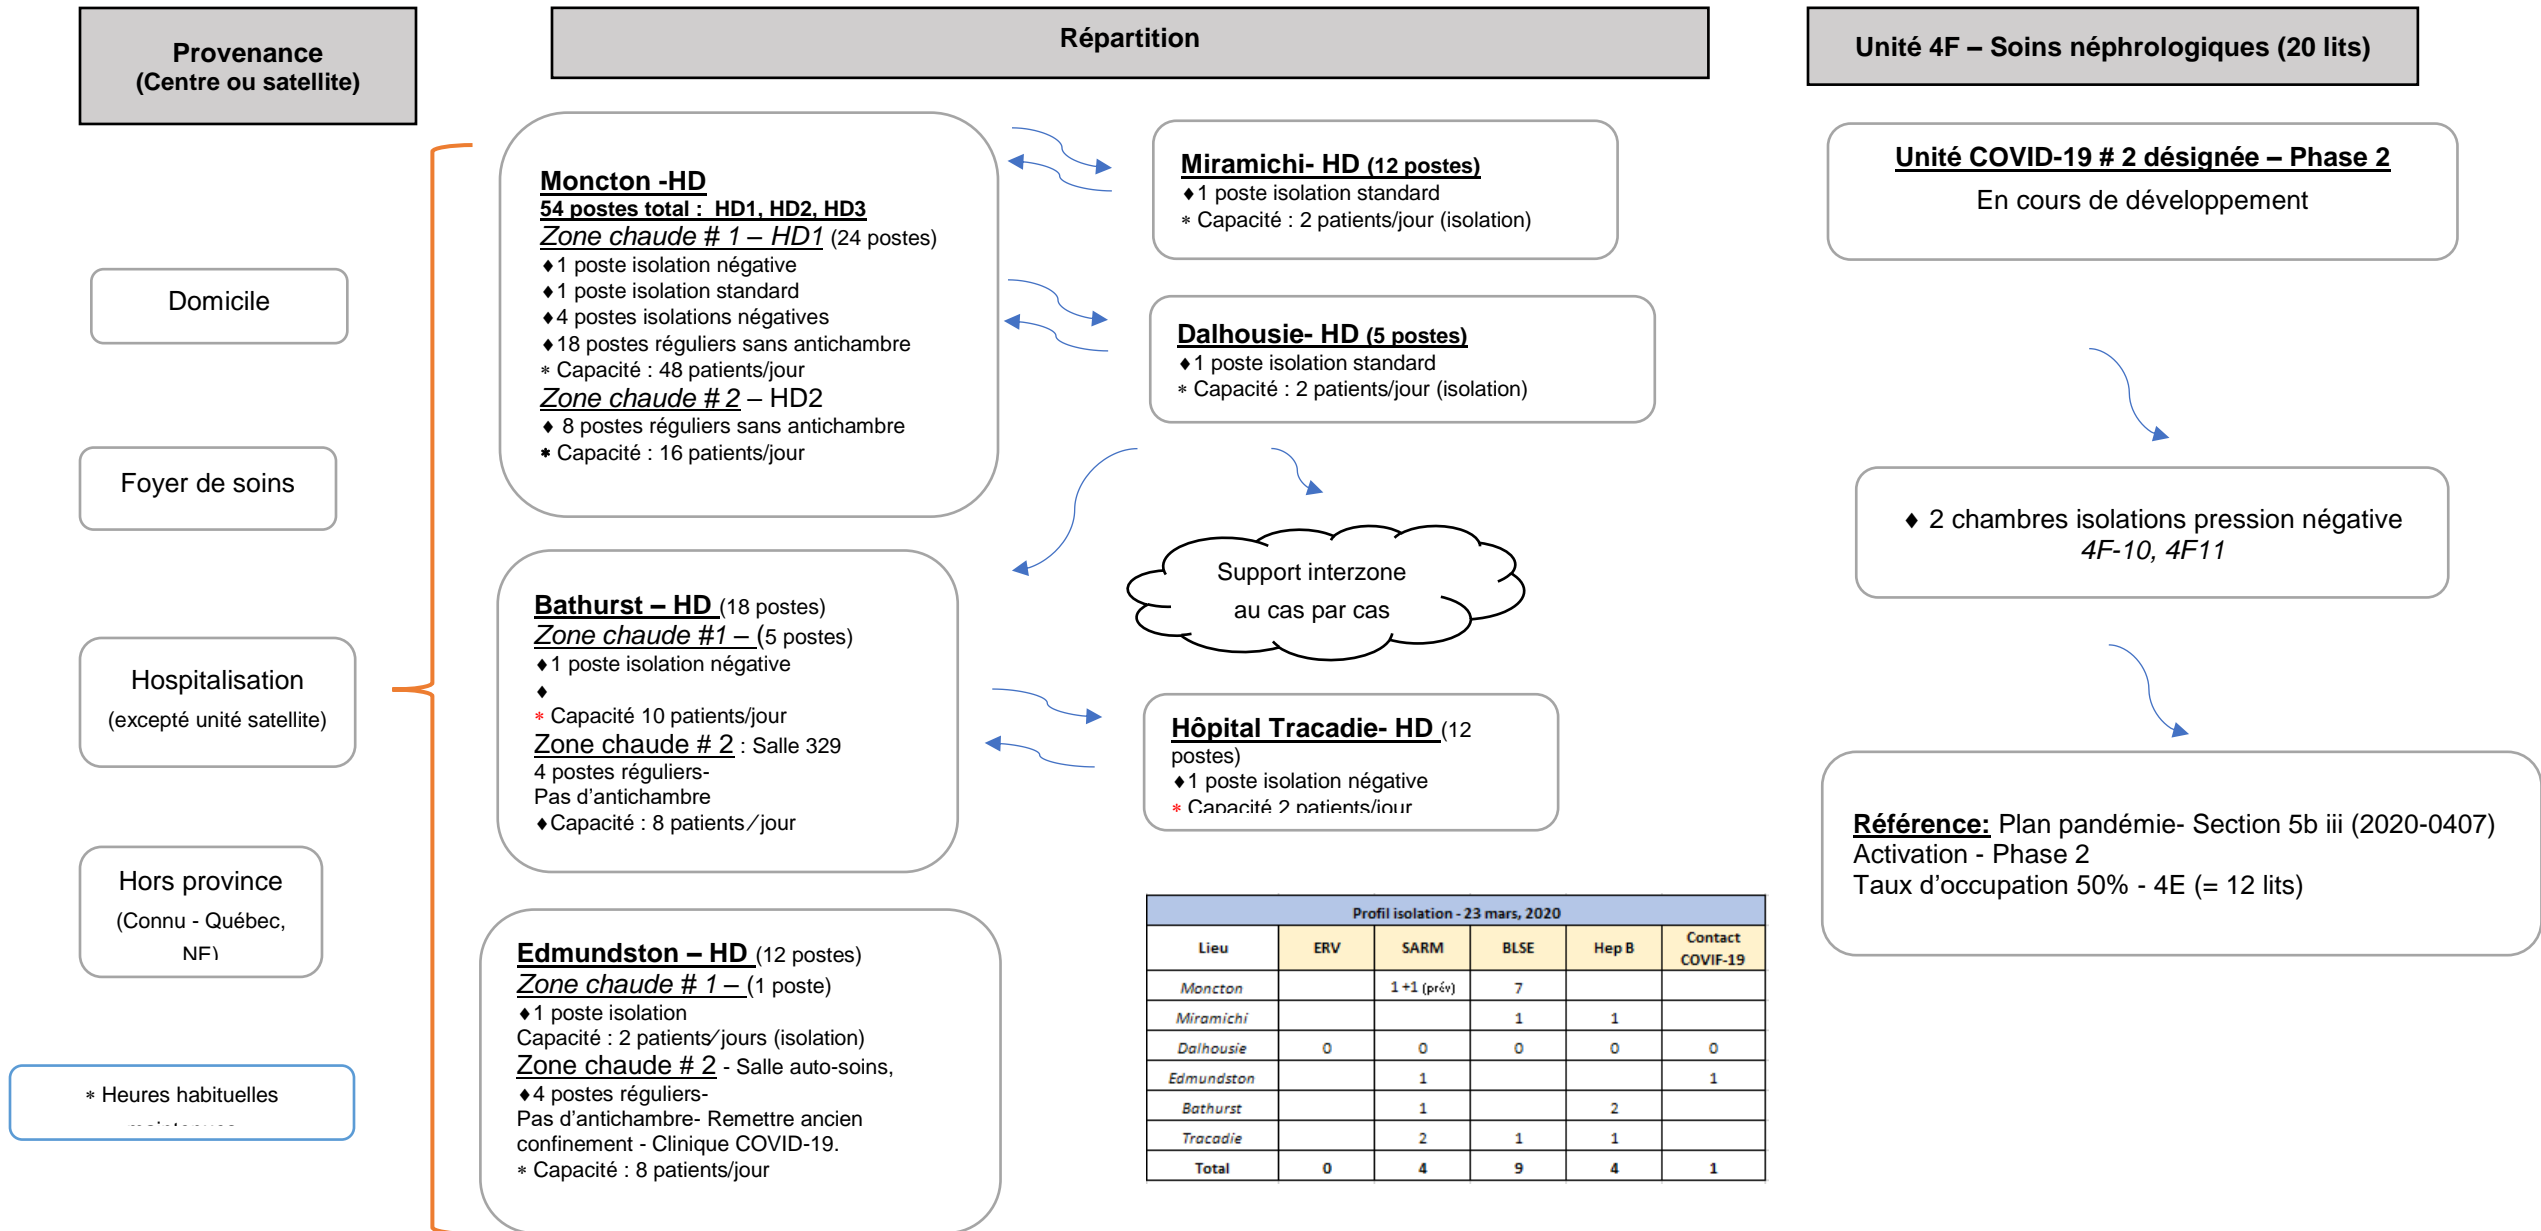 Provenance
(Centre ou satellite)
Domicile
Foyer de soins
Hospitalisation
(excepté unité satellite)
Hors province
(Connu - Québec,
NF)
* Heures habituelles
Répartition
Moncton -HD
54 postes total : HD1, HD2, HD3
Zone chaude # 1 – HD1 (24 postes)
♦1 poste isolation négative
♦1 poste isolation standard
♦4 postes isolations négatives
♦18 postes réguliers sans antichambre
* Capacité : 48 patients/jour
Zone chaude # 2 – HD2
♦ 8 postes réguliers sans antichambre
* Capacité : 16 patients/jour
Miramichi- HD (12 postes)
♦1 poste isolation standard
* Capacité : 2 patients/jour (isolation)
Dalhousie- HD (5 postes)
♦1 poste isolation standard
* Capacité : 2 patients/jour (isolation)
Support interzone
au cas par cas
Bathurst – HD (18 postes)
Zone chaude #1 – (5 postes)
♦1 poste isolation négative
♦
* Capacité 10 patients/jour
Zone chaude # 2 : Salle 329
4 postes réguliers-
Pas d’antichambre
♦Capacité : 8 patients ∕ jour
Hôpital Tracadie- HD (12
postes)
♦1 poste isolation négative
* Capacité 2 patients/jour
Edmundston – HD (12 postes)
Zone chaude # 1 – (1 poste)
♦1 poste isolation
Capacité : 2 patients ∕ jours (isolation)
Zone chaude # 2 - Salle auto-soins,
♦4 postes réguliers-
Pas d’antichambre- Remettre ancien
confinement - Clinique COVID-19.
* Capacité : 8 patients/jour
Profil isolation - 23 mars, 2020
Lieu ERV SARM BLSE Hep B Contact COVIF-19
Moncton 1 +1 (prév) 7
Miramichi 1 1
Dalhousie 0 0 0 0 0
Edmundston 1 1
Bathurst 1 2
Tracadie 2 1 1
Total 0 4 9 4 1
Unité 4F – Soins néphrologiques (20 lits)
Unité COVID-19 # 2 désignée – Phase 2
En cours de développement
♦ 2 chambres isolations pression négative
4F-10, 4F11
Référence: Plan pandémie- Section 5b iii (2020-0407)
Activation - Phase 2
Taux d’occupation 50% - 4E (= 12 lits)